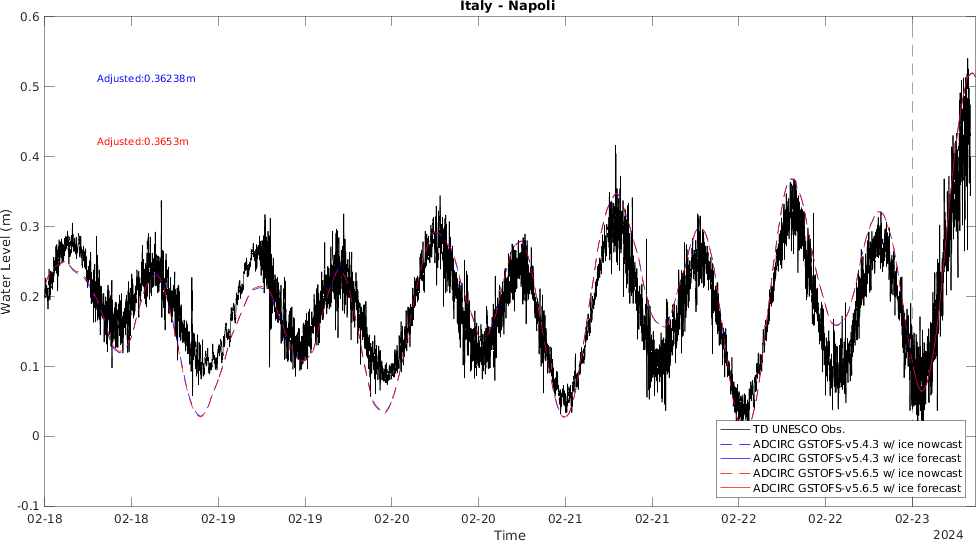 Italy - Napoli
0.6
0.5
0.4
0.3
0.2
0.1
0
-0.1
Water Level (m)
Adjusted:0.36238m
Adjusted:0.3653m
TD UNESCO Obs.
ADCIRC GSTOFS-v5.4.3 w/ ice nowcast
ADCIRC GSTOFS-v5.4.3 w/ ice forecast
ADCIRC GSTOFS-v5.6.5 w/ ice nowcast
ADCIRC GSTOFS-v5.6.5 w/ ice forecast
02-18 02-18 02-19 02-19 02-20 02-20 02-21 02-21 02-22 02-22 02-23
Time
2024